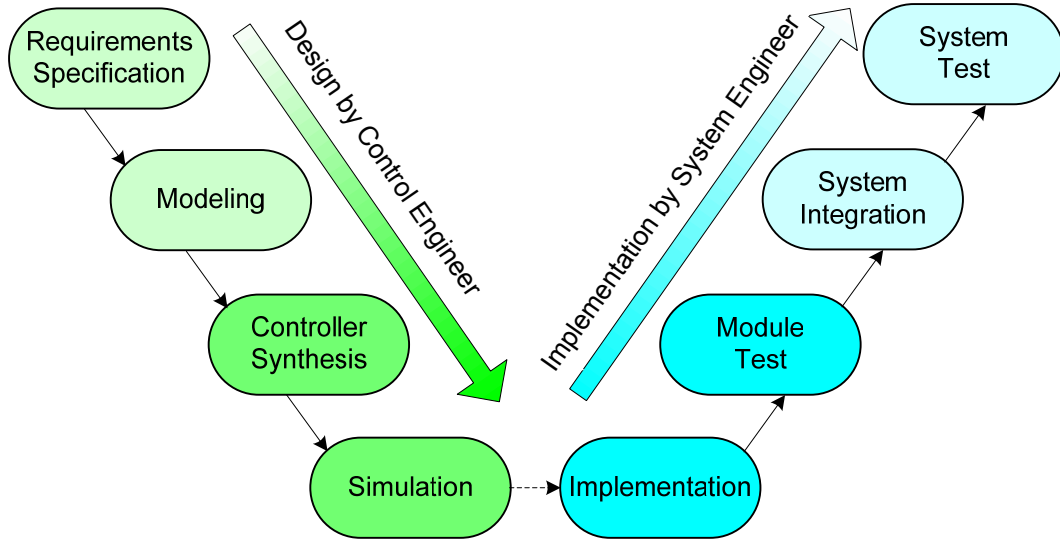 Requirements
Specification
Modeling
Controller
Synthesis
Simulation
Design by Control Engineer
Implementation by System Engineer
Implementation
Module
Test
System
Integration
System
Test